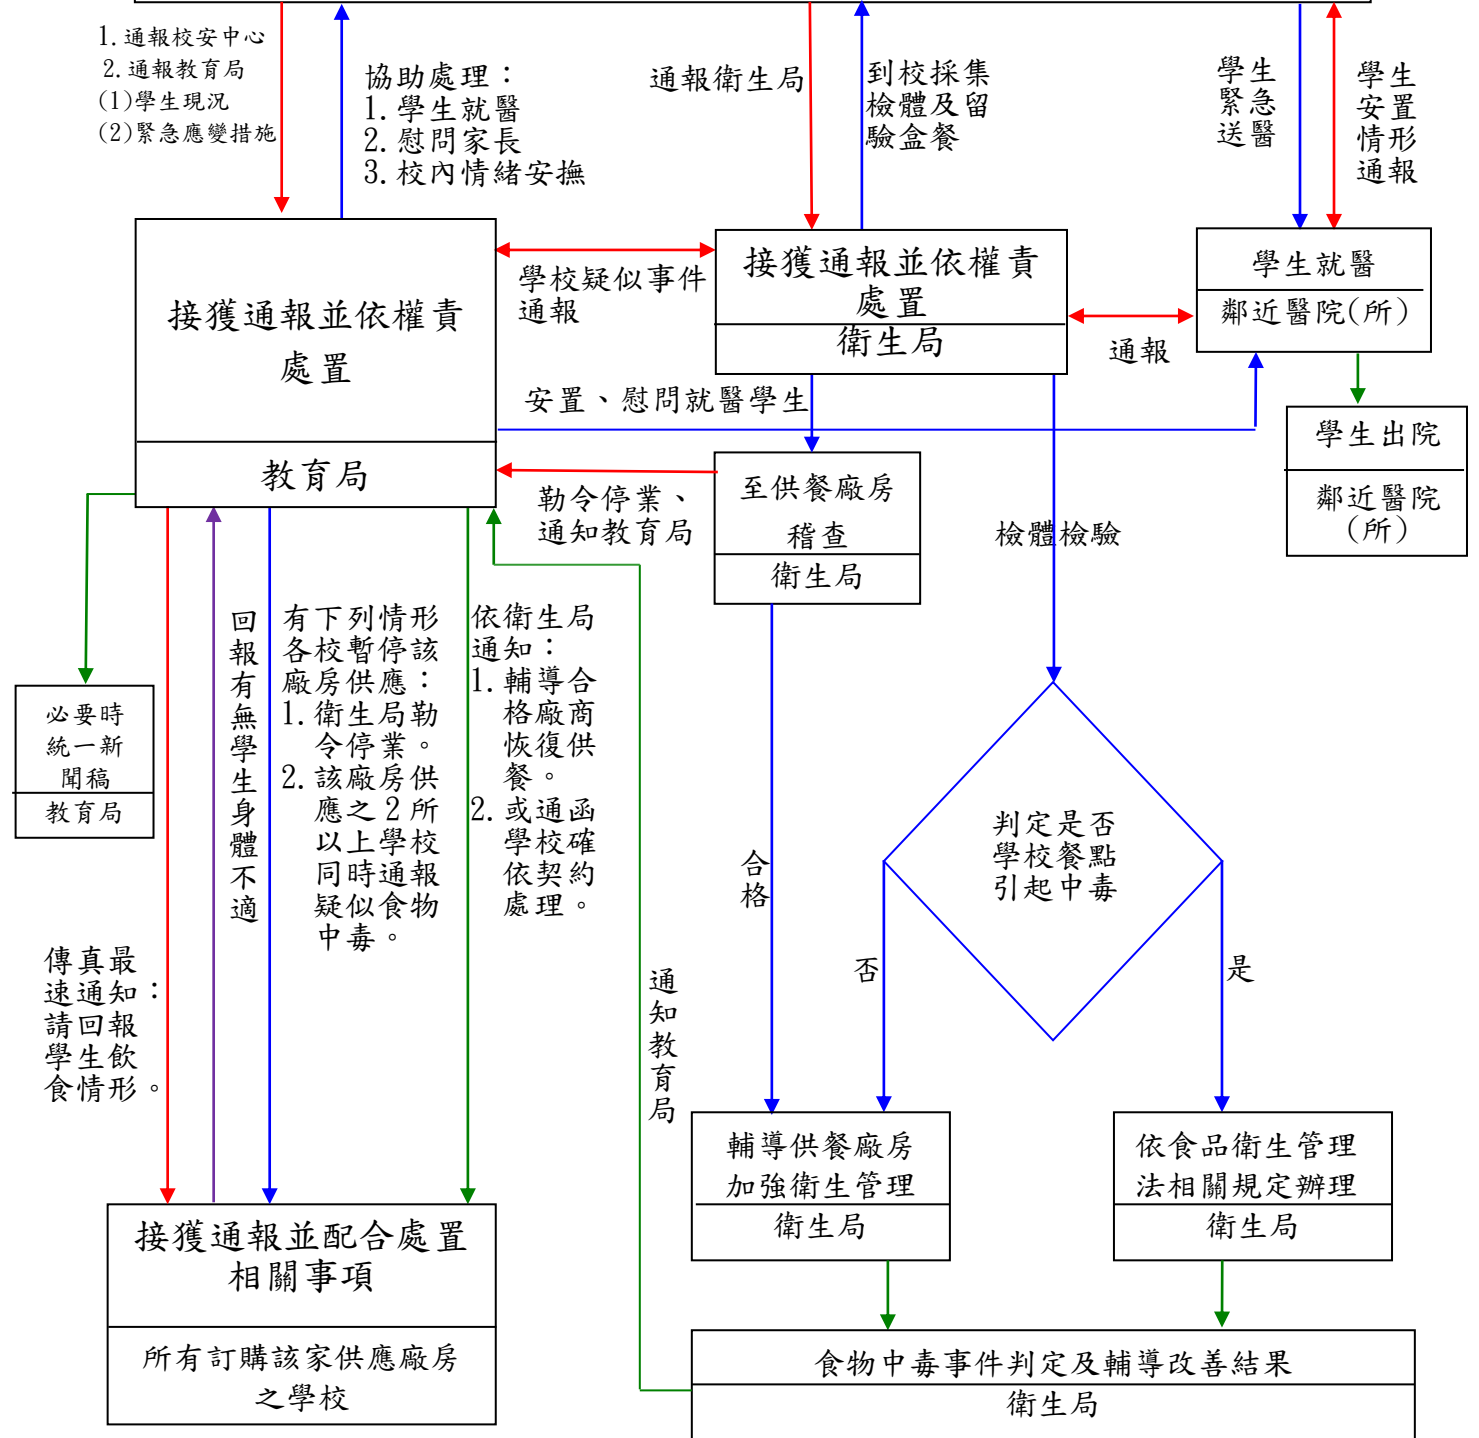 1.通報校安中心
2.通報教育局
(1)學生現況
(2)緊急應變措施
協助處理：
1.學生就醫
2.慰問家長
3.校內情緒安撫
通報衛生局
到校採集
檢體及留
驗盒餐
學生
緊急
送醫
學生
安置
情形
通報
接獲通報並依權責
處置
教育局
學校疑似事件
通報
接獲通報並依權責
處置
衛生局
通報
學生就醫
鄰近醫院(所)
安置、慰問就醫學生
學生出院
鄰近醫院
(所)
勒令停業、
通知教育局
至供餐廠房
稽查
衛生局
檢體檢驗
必要時
統一新
聞稿
教育局
回報有無學生身體不適
有下列情形
各校暫停該
廠房供應：
1.衛生局勒
令停業。
2.該廠房供
應之2所
以上學校
同時通報
疑似食物
中毒。
依衛生局
通知：
1.輔導合
格廠商
恢復供
餐。
2.或通函
學校確
依契約
處理。
合格
判定是否
學校餐點
引起中毒
否
是
傳真最
速通知：
請回報
學生飲
食情形。
通知教育局
輔導供餐廠房
加強衛生管理
衛生局
依食品衛生管理
法相關規定辦理
衛生局
接獲通報並配合處置
相關事項
所有訂購該家供應廠房
之學校
食物中毒事件判定及輔導改善結果
衛生局